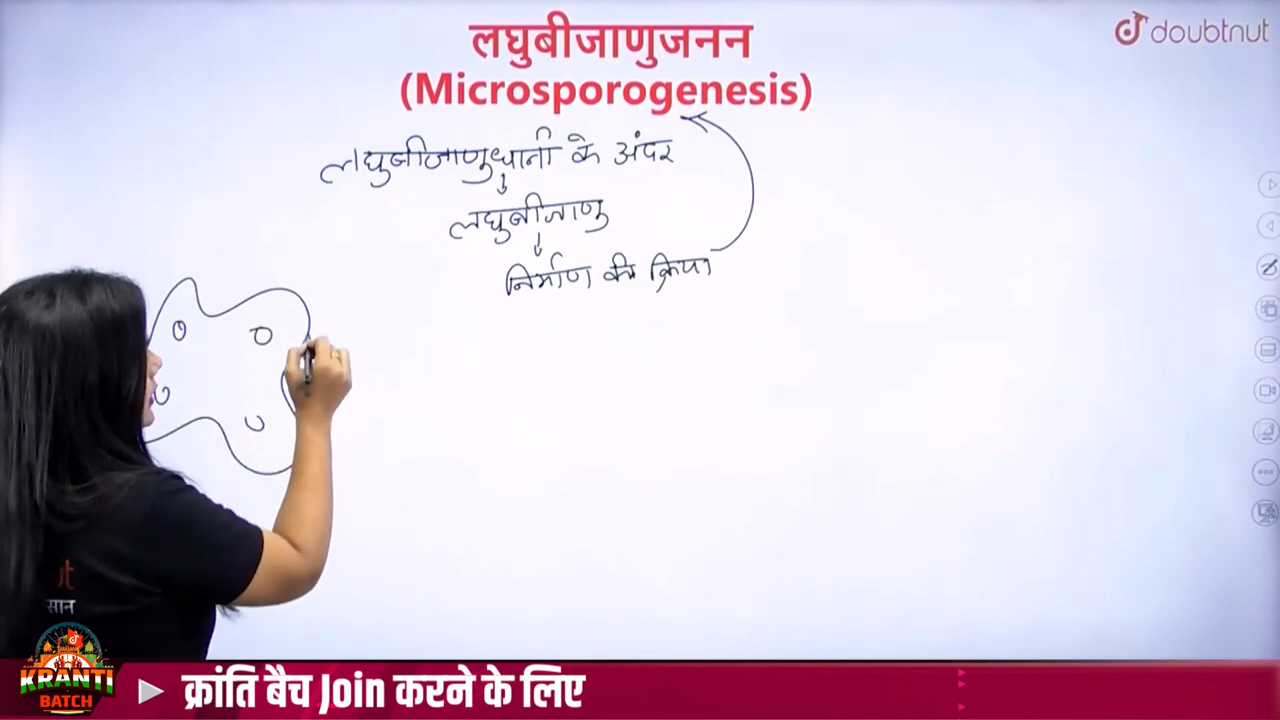 लघुबीजाणुजनन
(Microsporogenesis)
doubtnut
लघुबीजाणुधानी के अंदर
लघुबीजाणु
निर्माण की क्रिया
सान
KRANTI
BATCH
क्रांति बैच Join करने के लिए